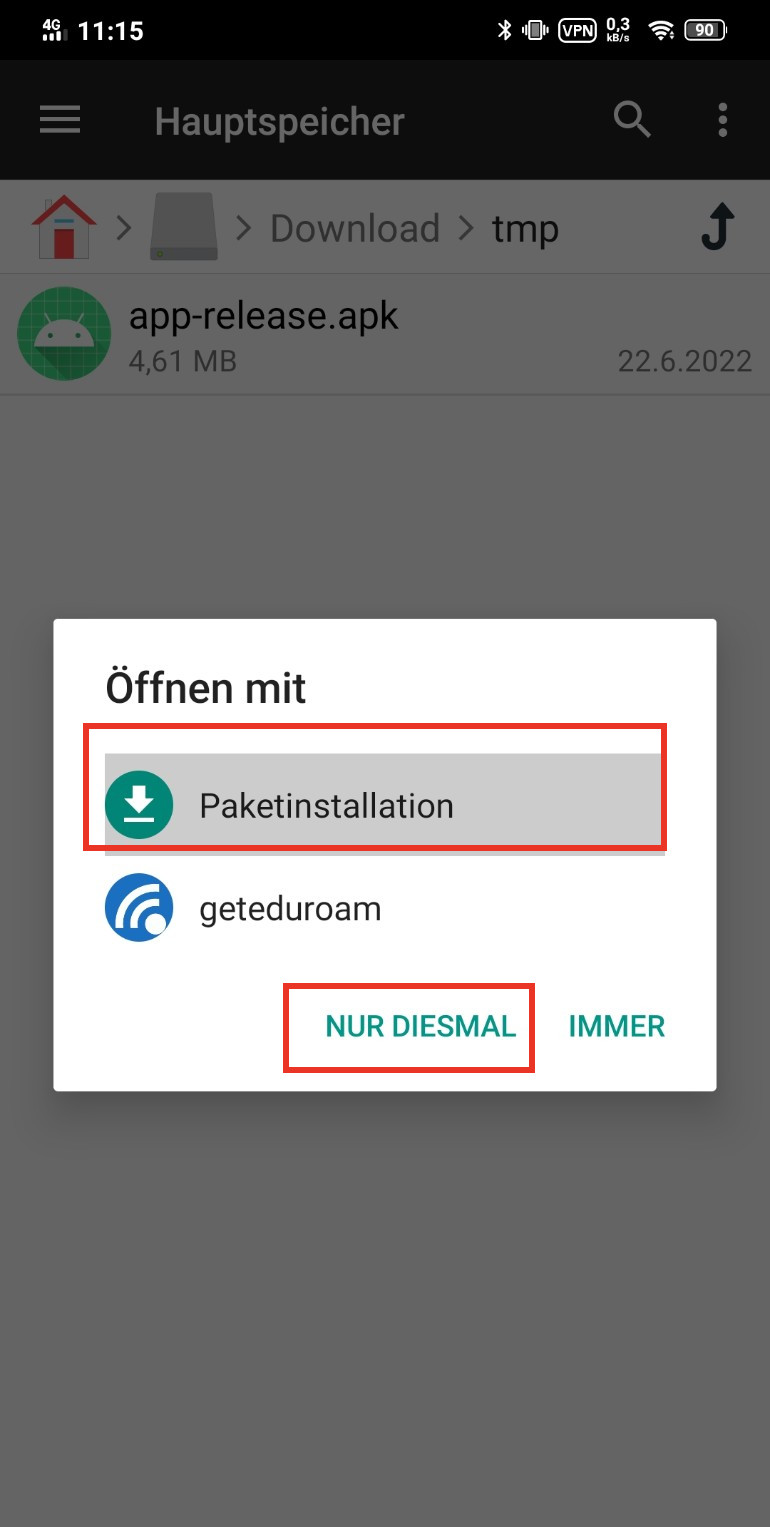 4G 11:15 VPN 0,3 kB/s 90
Hauptspeicher
Download tmp
app-release.apk
4,61 MB 22.6.2022
Öffnen mit
Paketinstallation
geteduroam
NUR DIESMAL IMMER